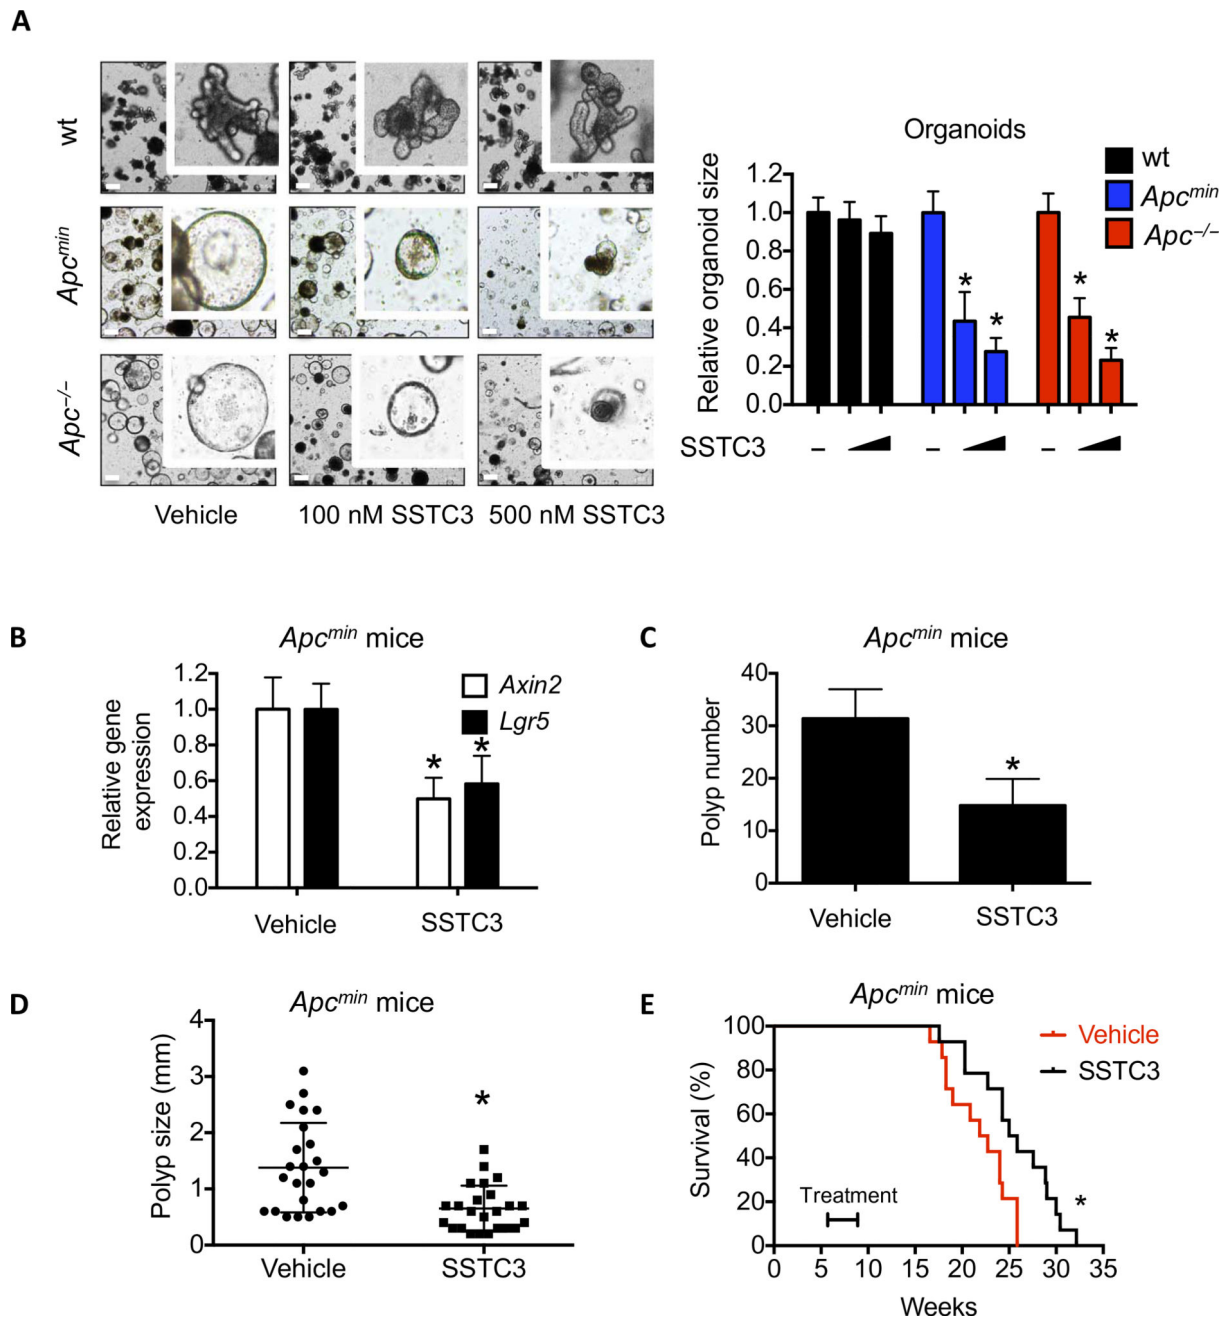 A
wt
Apcmin
Apc−/−
Vehicle
100 nM SSTC3
500 nM SSTC3
Organoids
wt
Apcmin
Apc−/−
Relative organoid size
1.2
1.0
0.8
0.6
0.4
0.2
0.0
* * * *
SSTC3 – – –
B
Apcmin mice
Axin2
Lgr5
Relative gene
expression
1.2
1.0
0.8
0.6
0.4
0.2
0.0
* *
Vehicle SSTC3
C
Apcmin mice
Polyp number
40
30
20
10
0
*
Vehicle SSTC3
D
Apcmin mice
Polyp size (mm)
4
3
2
1
0
*
Vehicle SSTC3
E
Apcmin mice
Vehicle
SSTC3
Survival (%)
100
80
60
40
20
0
Treatment
*
0 5 10 15 20 25 30 35
Weeks